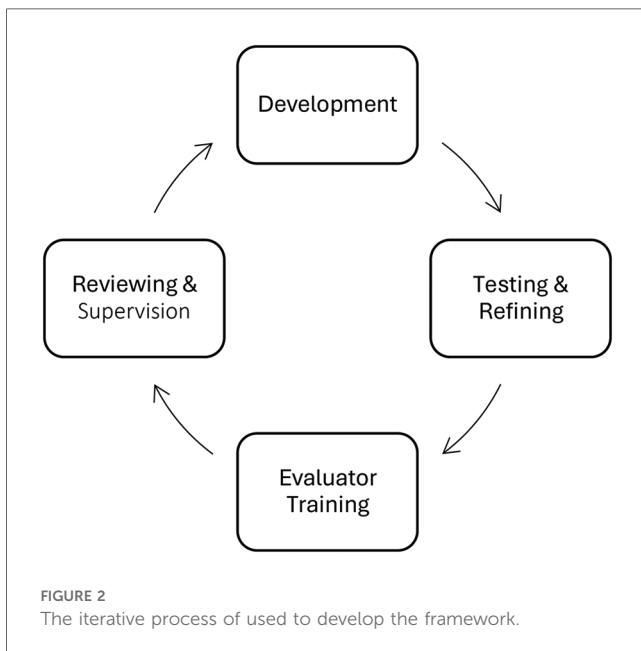 Development
Reviewing &
Supervision
Testing &
Refining
Evaluator
Training
FIGURE 2
The iterative process of used to develop the framework.